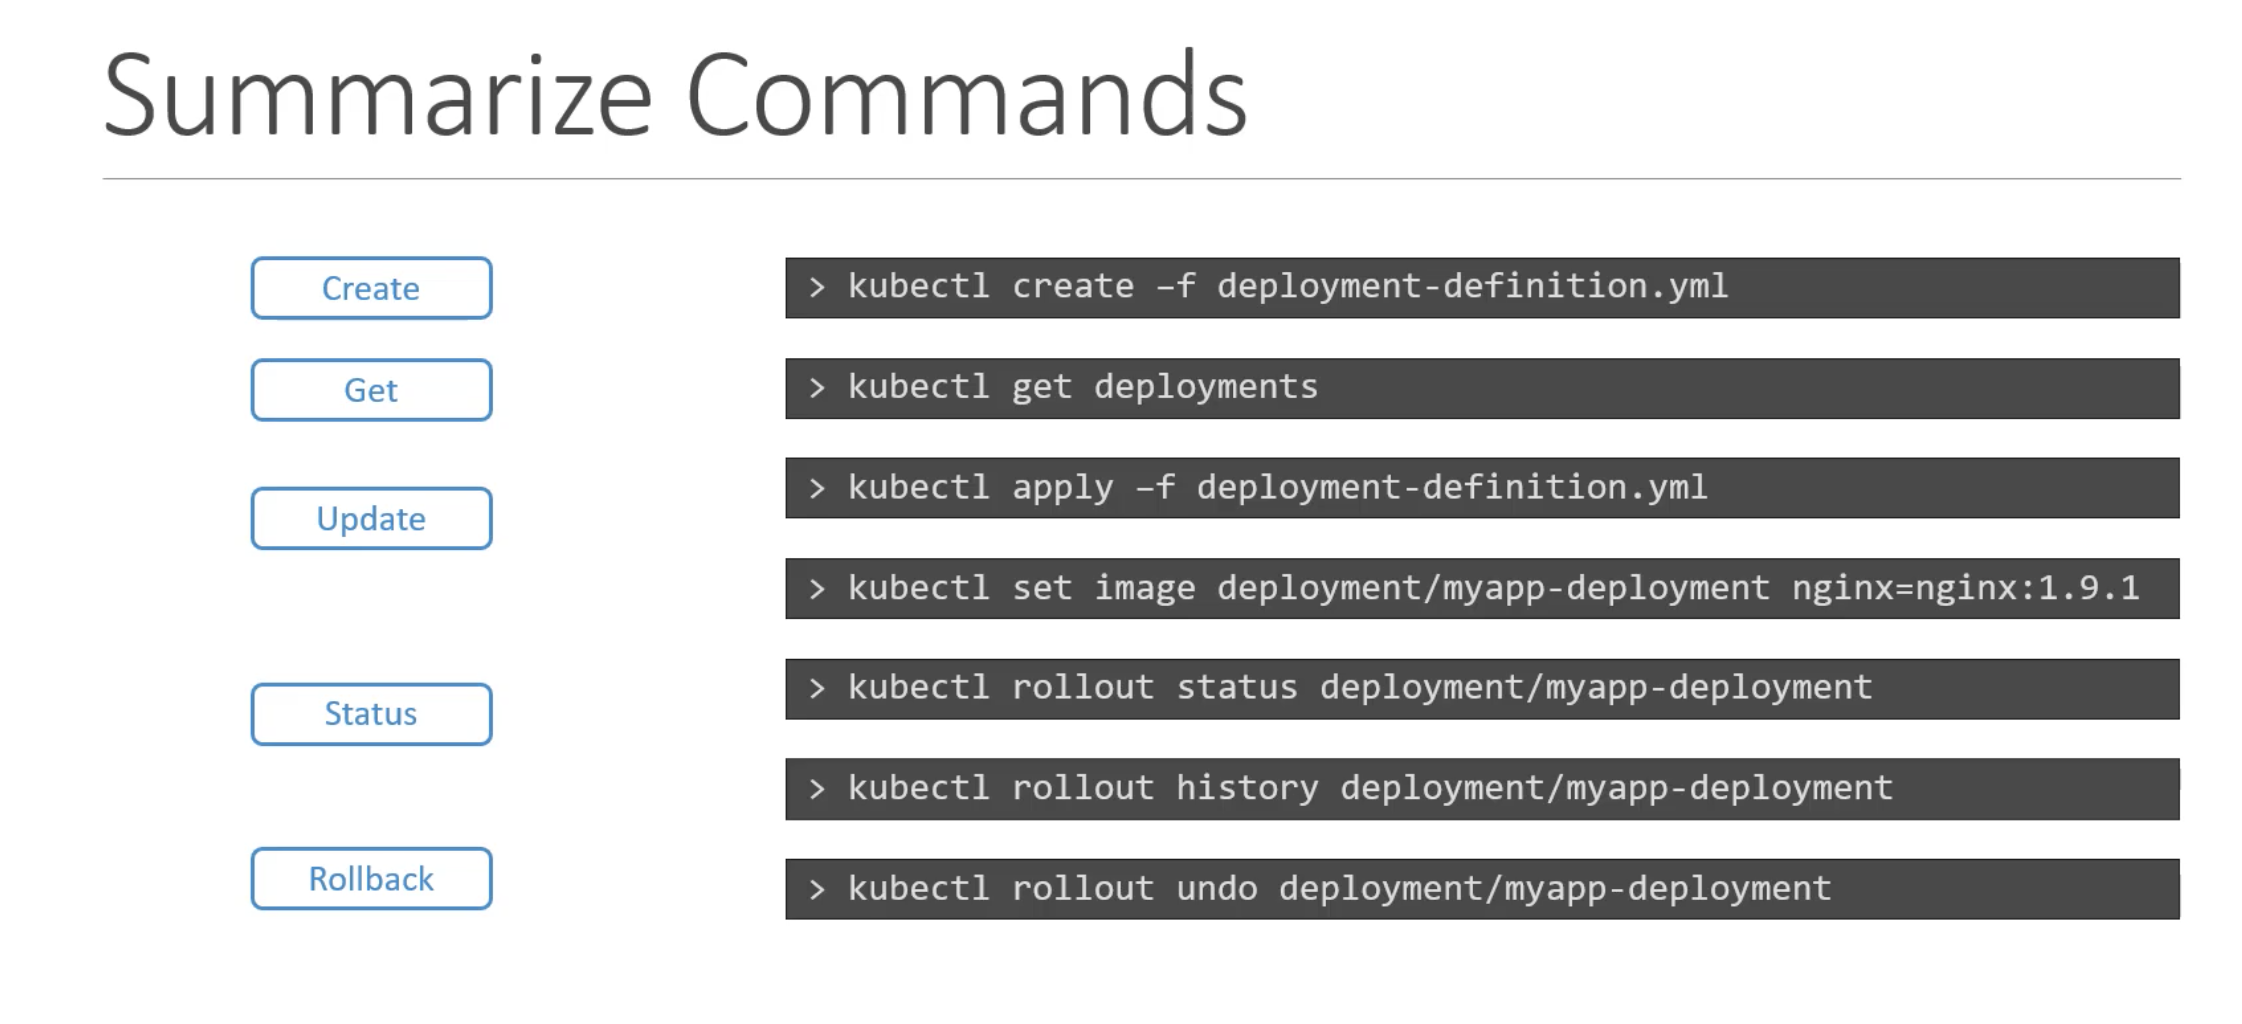 Summarize Commands
Create
> kubectl create –f deployment-definition.yml
Get
> kubectl get deployments
Update
> kubectl apply –f deployment-definition.yml
> kubectl set image deployment/myapp-deployment nginx=nginx:1.9.1
Status
> kubectl rollout status deployment/myapp-deployment
> kubectl rollout history deployment/myapp-deployment
Rollback
> kubectl rollout undo deployment/myapp-deployment